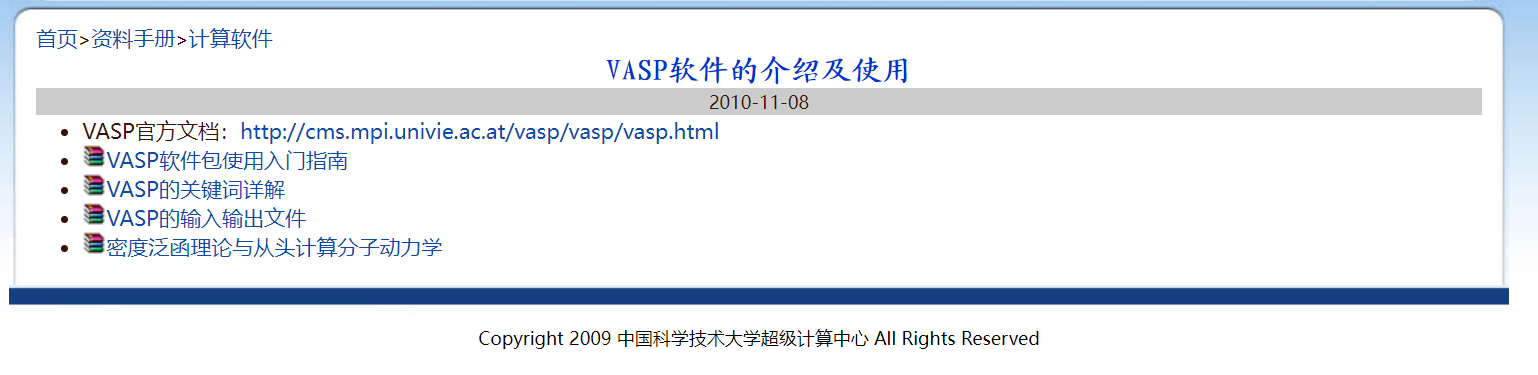 首页>资料手册>计算软件
VASP软件的介绍及使用
2010-11-08
VASP官方文档：http://cms.mpi.univie.ac.at/vasp/vasp/vasp.html
VASP软件包使用入门指南
VASP的关键词详解
VASP的输入输出文件
密度泛函理论与从头计算分子动力学
Copyright 2009 中国科学技术大学超级计算中心 All Rights Reserved